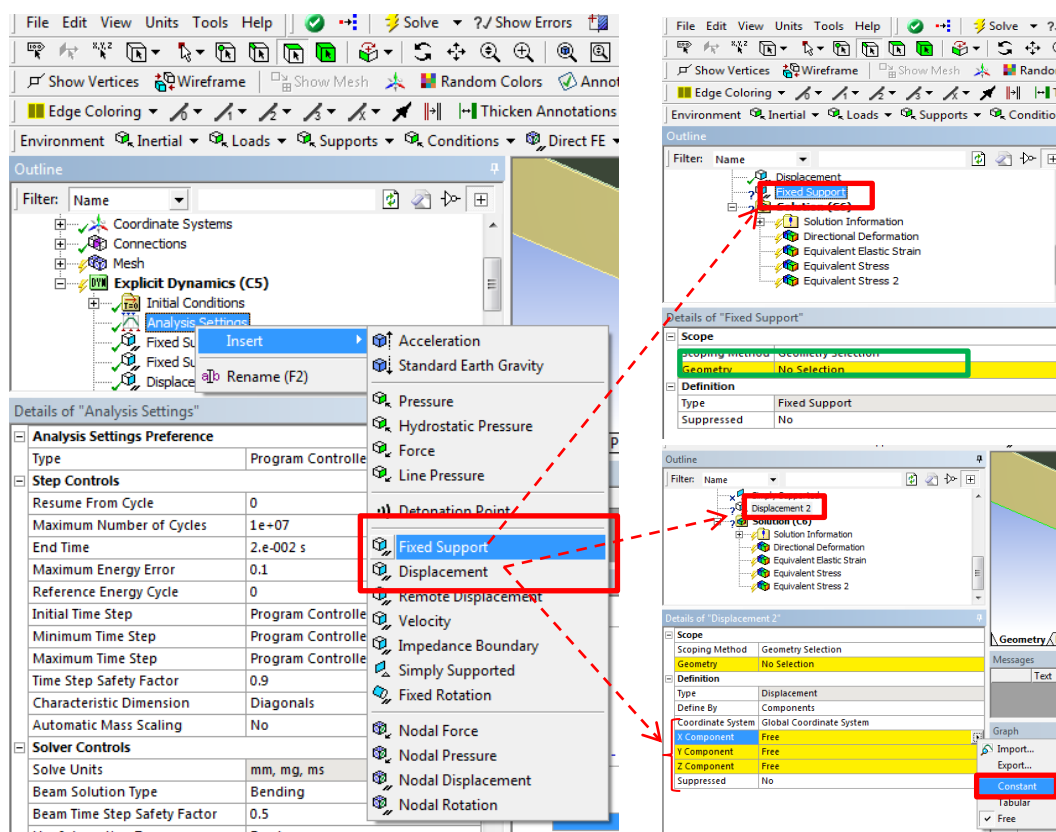 File Edit View Units Tools Help Solve ?./ Show Errors
Show Vertices Wireframe Show Mesh Random Colors
Edge Coloring Thicken Annotations
Environment Inertial Loads Supports Conditions Direct FE
Outline
Filter: Name
Coordinate Systems
Connections
Mesh
Explicit Dynamics (C5)
Initial Conditions
Analysis Settings
Insert
Rename (F2)
Acceleration
Standard Earth Gravity
Pressure
Hydrostatic Pressure
Force
Line Pressure
Detonation Point
Fixed Support
Displacement
Remote Displacement
Velocity
Impedance Boundary
Simply Supported
Fixed Rotation
Nodal Force
Nodal Pressure
Nodal Displacement
Nodal Rotation
Details of "Analysis Settings"
Analysis Settings Preference
Type Program Controlle
Step Controls
Resume From Cycle 0
Maximum Number of Cycles 1e+07
End Time 2.e-002 s
Maximum Energy Error 0.1
Reference Energy Cycle 0
Initial Time Step Program Controlle
Minimum Time Step Program Controlle
Maximum Time Step Program Controlle
Time Step Safety Factor 0.9
Characteristic Dimension Diagonals
Automatic Mass Scaling No
Solver Controls
Solve Units mm, mg, ms
Beam Solution Type Bending
Beam Time Step Safety Factor 0.5
File Edit View Units Tools Help Solve
Show Vertices Wireframe Show Mesh
Edge Coloring
Environment Inertial Loads Supports
Outline
Filter: Name
Displacement
Fixed Support
Solution (C6)
Solution Information
Directional Deformation
Equivalent Elastic Strain
Equivalent Stress
Equivalent Stress 2
Details of "Fixed Support"
Scope
Scoping Method Geometry Selection
Geometry No Selection
Definition
Type Fixed Support
Suppressed No
Outline
Filter: Name
Simply Supported
Displacement 2
Solution (C6)
Solution Information
Directional Deformation
Equivalent Elastic Strain
Equivalent Stress
Equivalent Stress 2
Details of "Displacement 2"
Scope
Scoping Method Geometry Selection
Geometry No Selection
Definition
Type Displacement
Define By Components
Coordinate System Global Coordinate System
X Component Free
Y Component Free
Z Component Free
Suppressed No
Geometry
Messages
Text
Graph
Import...
Export...
Constant
Tabular
Free